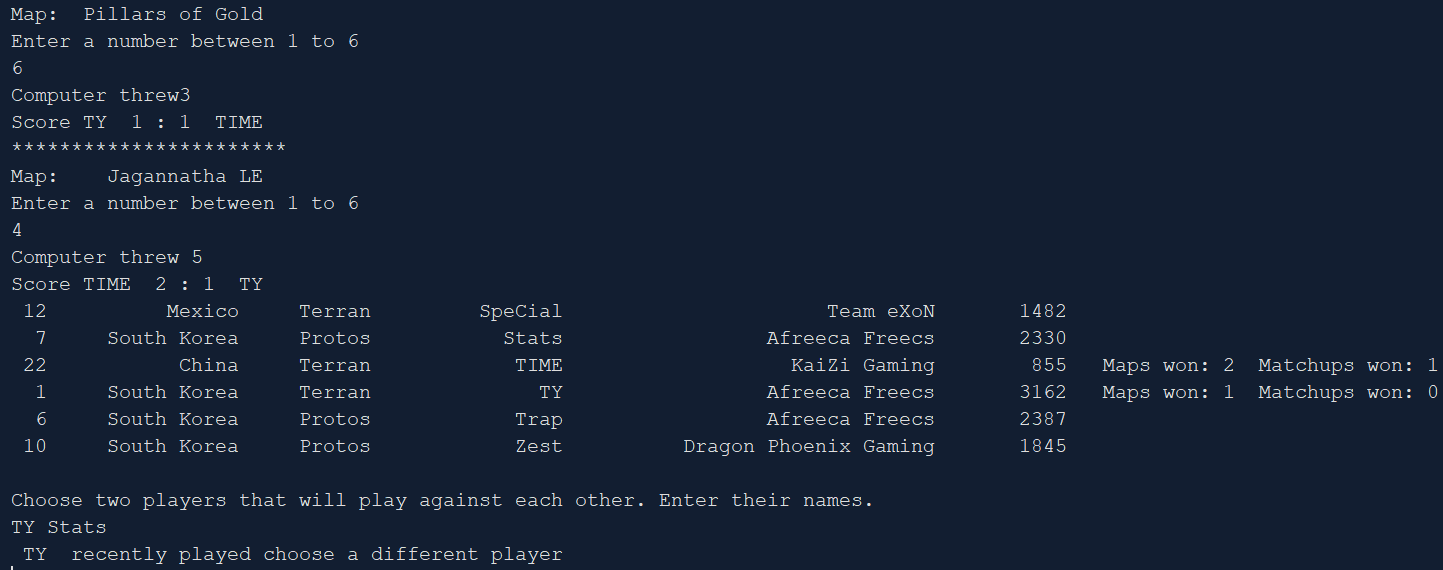 Map:  Pillars of Gold
Enter a number between 1 to 6
6
Computer threw3
Score TY  1 : 1  TIME
***********************
Map:    Jagannatha LE
Enter a number between 1 to 6
4
Computer threw 5
Score TIME  2 : 1  TY
 12          Mexico     Terran         SpeCial                      Team eXoN       1482
  7     South Korea     Protos           Stats                 Afreeca Freecs       2330
 22           China     Terran            TIME                   KaiZi Gaming        855   Maps won: 2  Matchups won: 1
  1     South Korea     Terran              TY                 Afreeca Freecs       3162   Maps won: 1  Matchups won: 0
  6     South Korea     Protos            Trap                 Afreeca Freecs       2387
 10     South Korea     Protos            Zest          Dragon Phoenix Gaming       1845
Choose two players that will play against each other. Enter their names.
TY Stats
 TY  recently played choose a different player